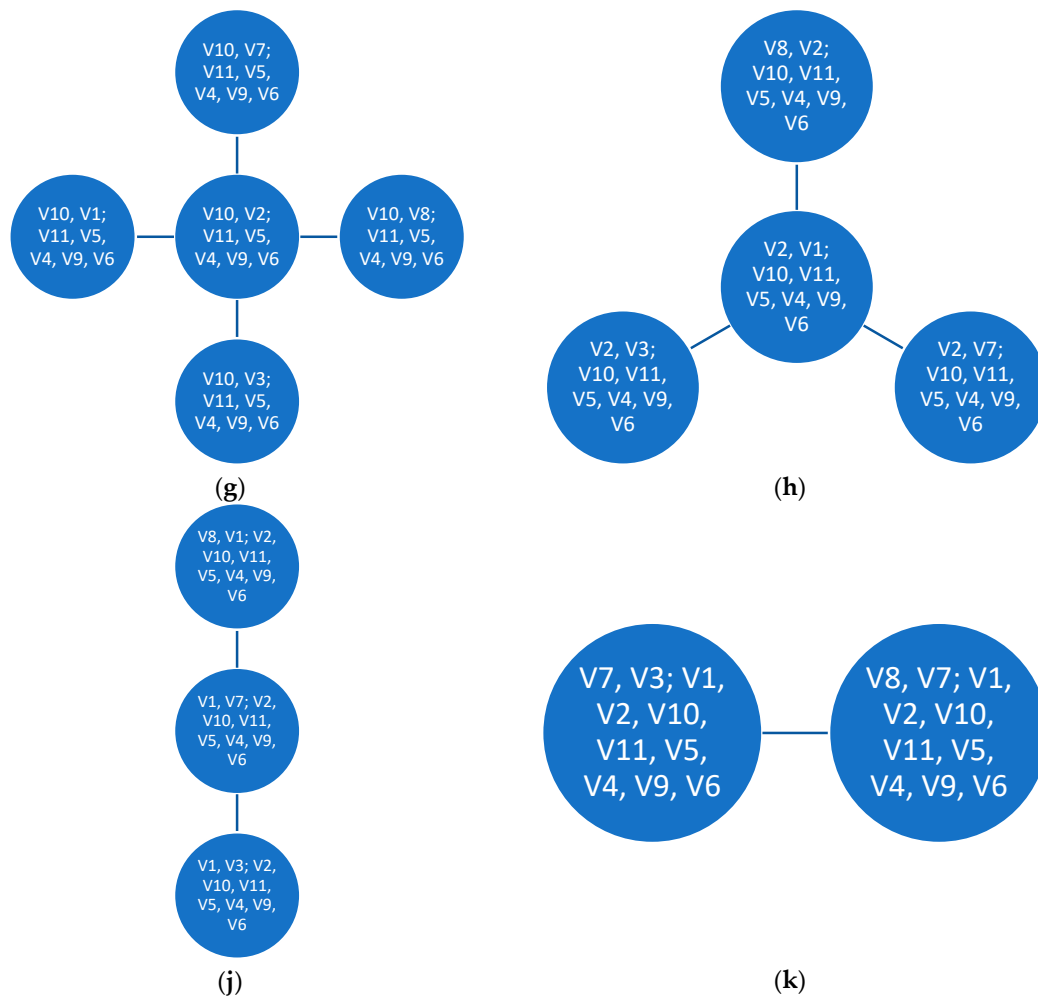 V10, V7;
V11, V5,
V4, V9, V6
V10, V1;
V11, V5,
V4, V9, V6
V10, V2;
V11, V5,
V4, V9, V6
V10, V8;
V11, V5,
V4, V9, V6
V10, V3;
V11, V5,
V4, V9, V6
(g)
V8, V2;
V10, V11,
V5, V4, V9,
V6
V2, V1;
V10, V11,
V5, V4, V9,
V6
V2, V3;
V10, V11,
V5, V4, V9,
V6
V2, V7;
V10, V11,
V5, V4, V9,
V6
(h)
V8, V1; V2,
V10, V11,
V5, V4, V9,
V6
V1, V7; V2,
V10, V11,
V5, V4, V9,
V6
V1, V3; V2,
V10, V11,
V5, V4, V9,
V6
(j)
V7, V3; V1,
V2, V10,
V11, V5,
V4, V9, V6
V8, V7; V1,
V2, V10,
V11, V5,
V4, V9, V6
(k)